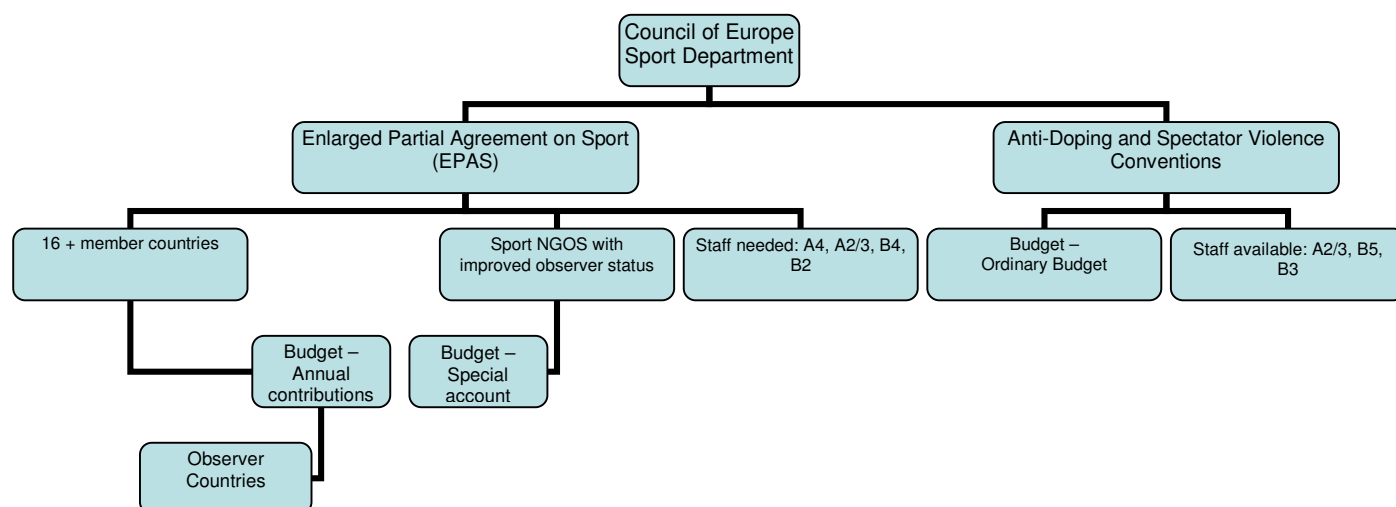 Council of Europe
Sport Department
Enlarged Partial Agreement on Sport
(EPAS)
Anti-Doping and Spectator Violence
Conventions
16 + member countries
Sport NGOS with
improved observer status
Staff needed: A4, A2/3, B4,
B2
Budget –
Ordinary Budget
Staff available: A2/3, B5,
B3
Budget –
Annual
contributions
Budget –
Special
account
Observer
Countries